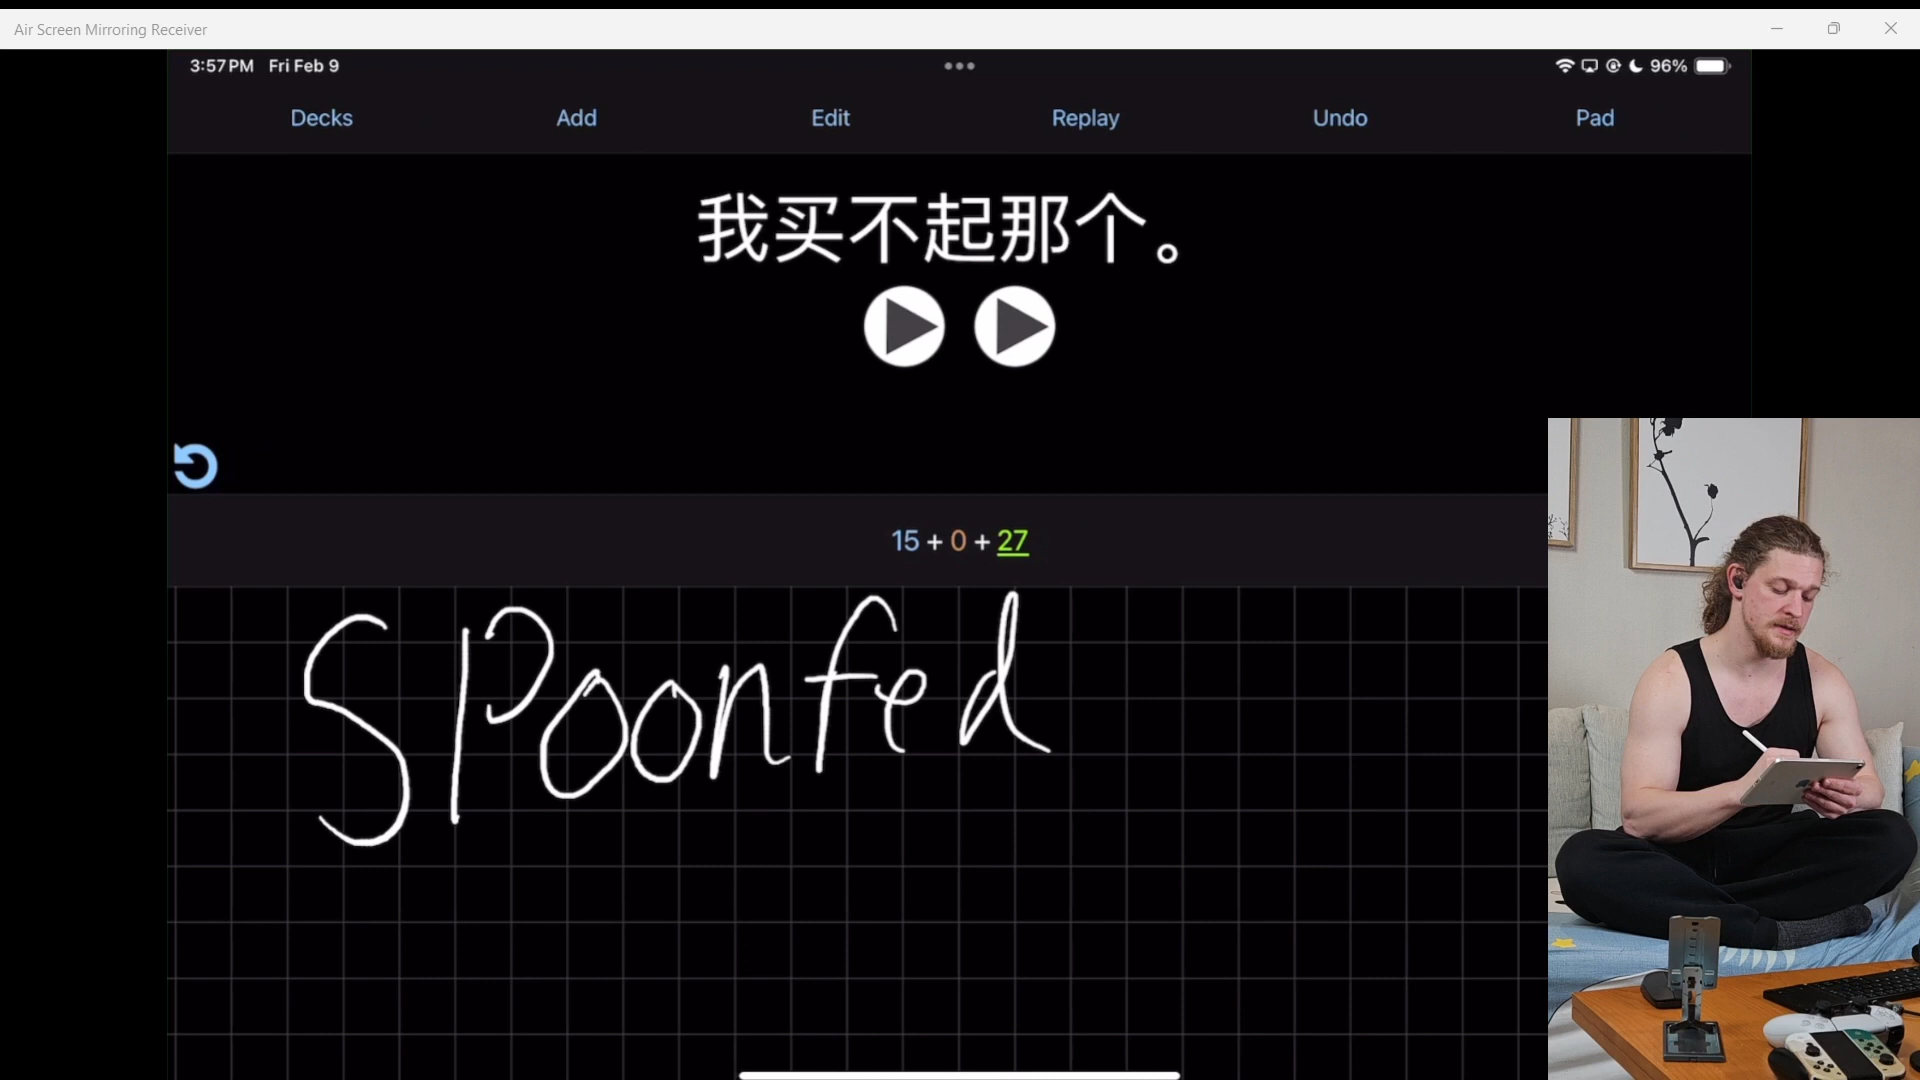 Air Screen Mirroring Receiver
3:57 PM Fri Feb 9 96%
Decks Add Edit Replay Undo Pad
我买不起那个。
15 + 0 + 27
Spoonfed